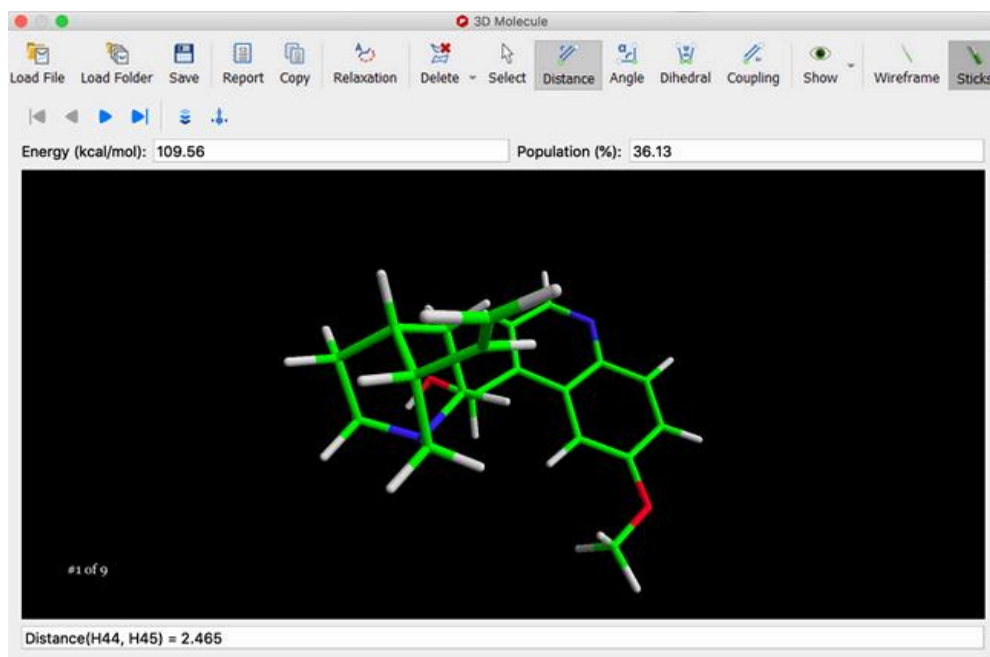 3D Molecule
Load File Load Folder Save Report Copy Relaxation Delete Select Distance Angle Dihedral Coupling Show Wireframe Sticks
Energy (kcal/mol): 109.56 Population (%): 36.13
#1 of 9
Distance(H44, H45) = 2.465